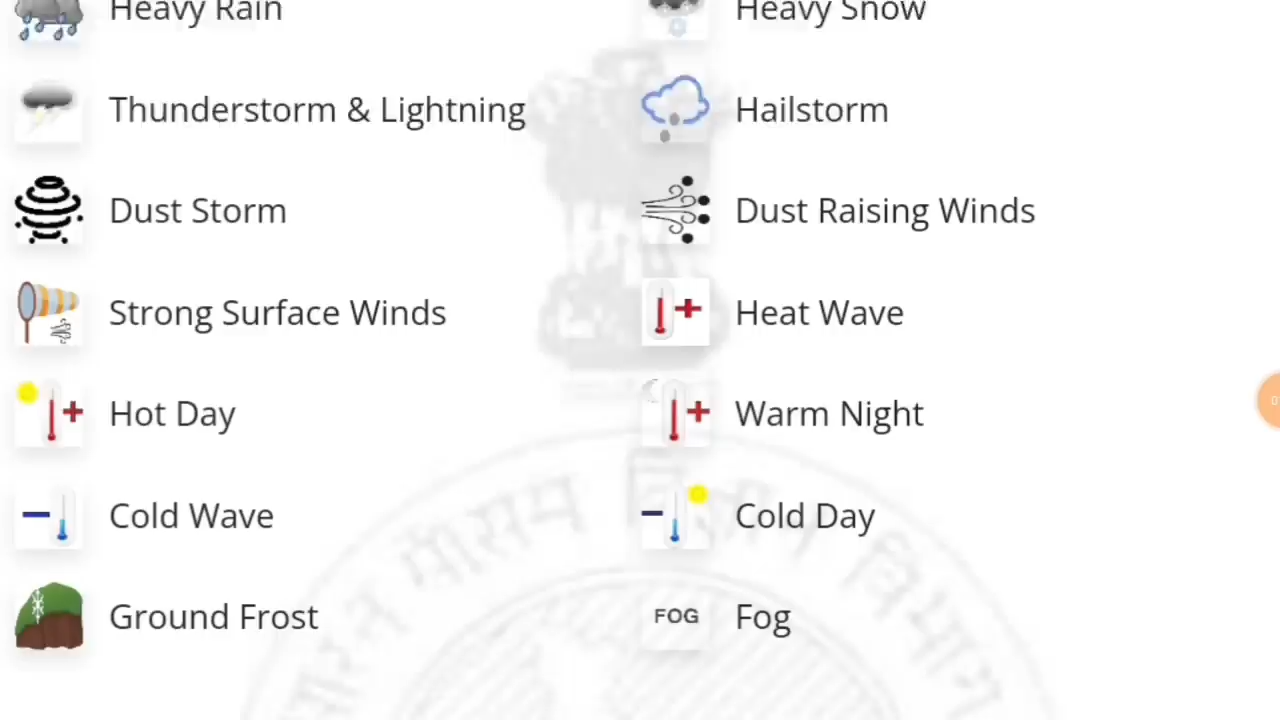 Heavy Rain
Heavy Snow
Thunderstorm & Lightning
Hailstorm
Dust Storm
Dust Raising Winds
Strong Surface Winds
Heat Wave
Hot Day
Warm Night
Cold Wave
Cold Day
Ground Frost
FOG Fog